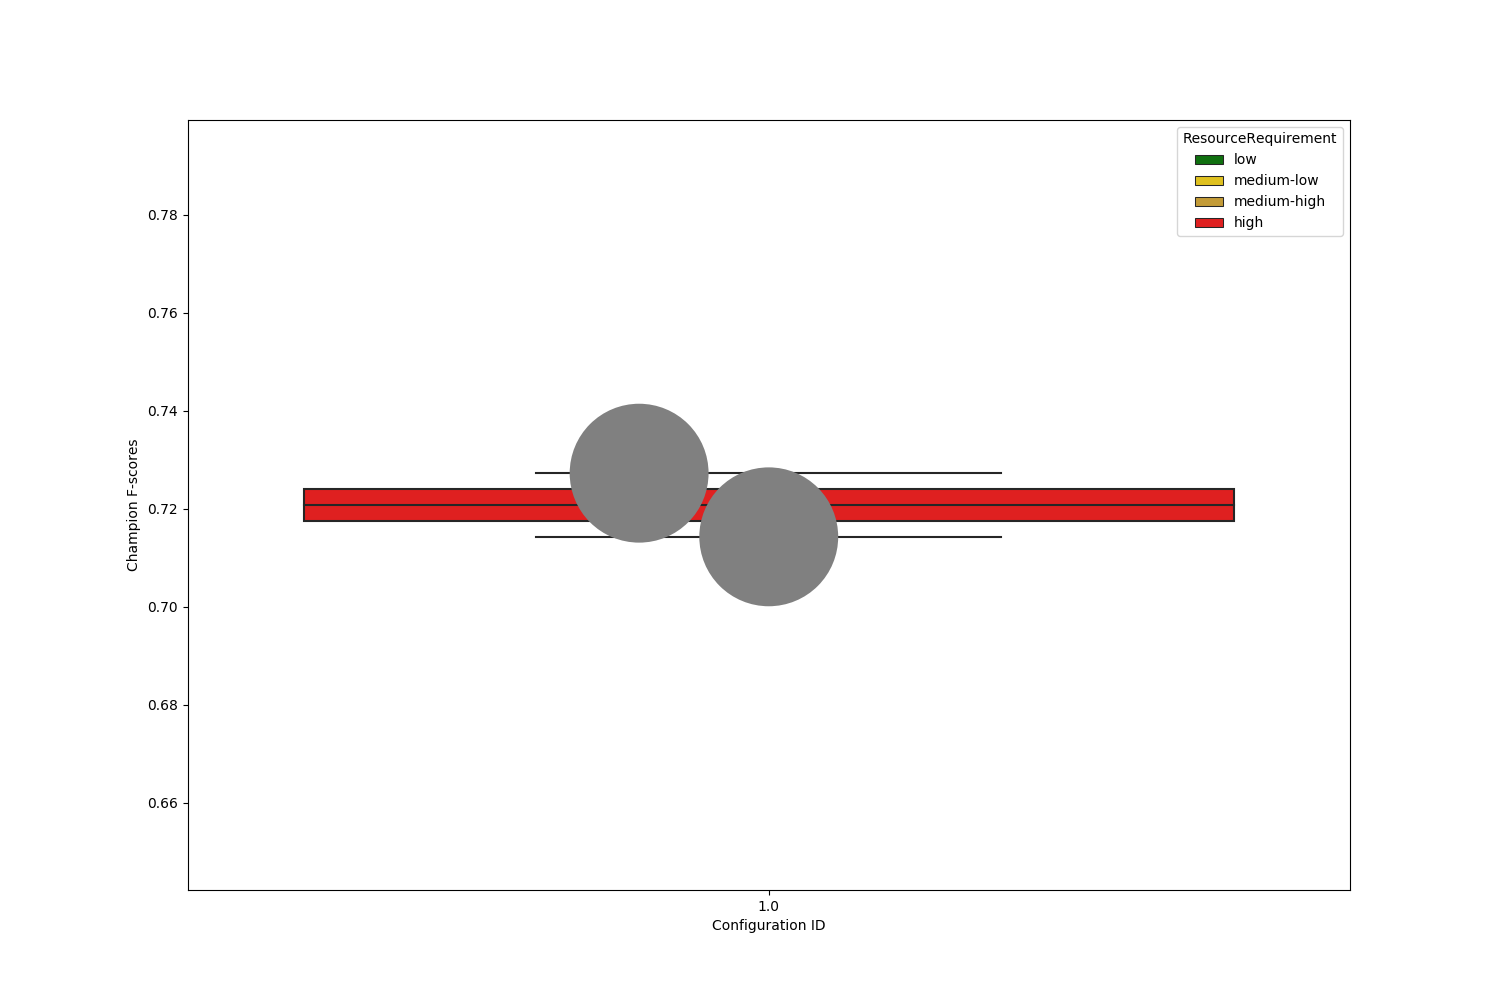 ResourceRequirement
low
medium-low
medium-high
high
0.78
0.76
0.74
0.72
0.70
0.68
0.66
Champion F-scores
1.0
Configuration ID